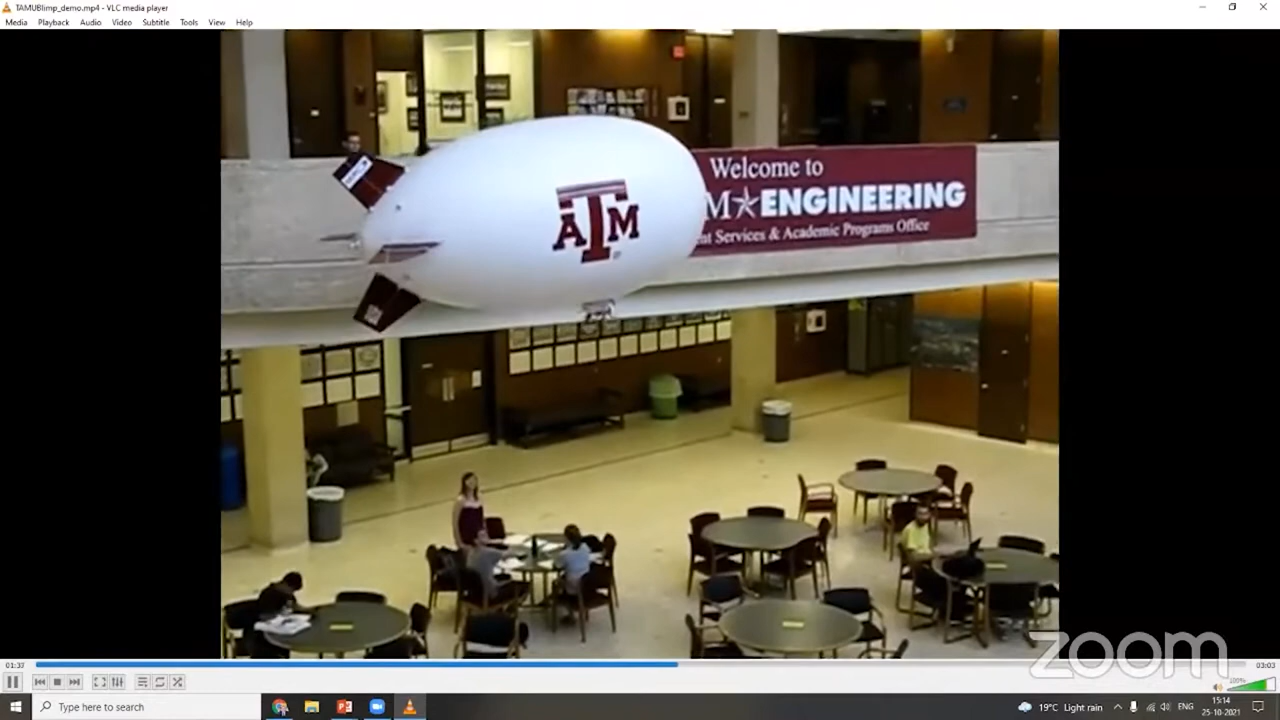 TAMUBlimp_demo.mp4 - VLC media player
Media Playback Audio Video Subtitle Tools View Help
ATM
Welcome to
M ENGINEERING
nt Services & Academic Programs Office
zoom
01:37
03:03
100%
Type here to search
19°C Light rain
ENG
15:14
25-10-2021